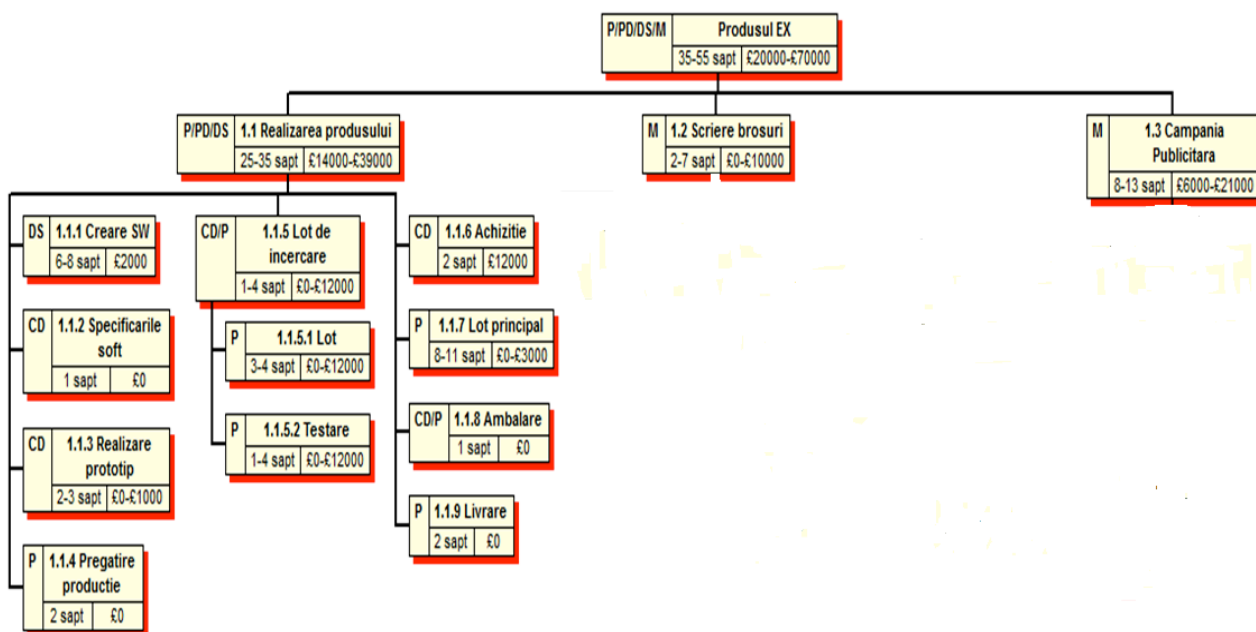 P/PD/DS/M Produsul EX
35-55 sapt £20000-£70000
P/PD/DS 1.1 Realizarea produsului
25-35 sapt £14000-£39000
M 1.2 Scriere brosuri
2-7 sapt £0-£10000
M 1.3 Campania
Publicitara
8-13 sapt £6000-£21000
DS 1.1.1 Creare SW
6-8 sapt £2000
CD 1.1.2 Specificarile
soft
1 sapt £0
CD 1.1.3 Realizare
prototip
2-3 sapt £0-£1000
P 1.1.4 Pregatire
productie
2 sapt £0
CD/P 1.1.5 Lot de
incercare
1-4 sapt £0-£12000
P 1.1.5.1 Lot
3-4 sapt £0-£12000
P 1.1.5.2 Testare
1-4 sapt £0-£12000
CD 1.1.6 Achizitie
2 sapt £12000
P 1.1.7 Lot principal
8-11 sapt £0-£3000
CD/P 1.1.8 Ambalare
1 sapt £0
P 1.1.9 Livrare
2 sapt £0